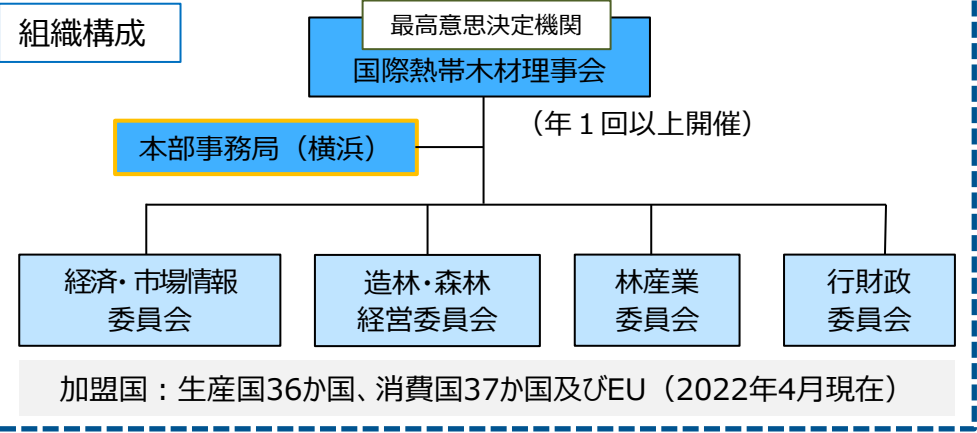 組織構成
最高意思決定機関
国際熱帯木材理事会
（年１回以上開催）
本部事務局（横浜）
経済・市場情報
委員会
造林・森林
経営委員会
林産業
委員会
行財政
委員会
加盟国：生産国36か国、消費国37か国及びEU（2022年4月現在）